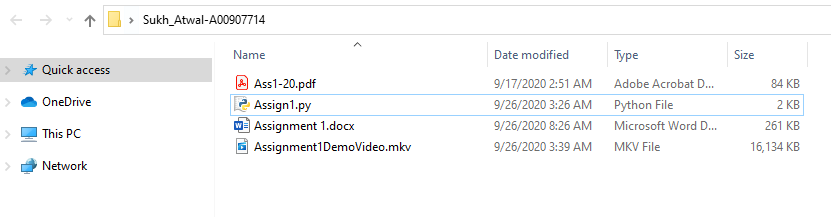 Sukh_Atwal-A00907714
Name Date modified Type Size
Quick access
OneDrive
This PC
Network
Ass1-20.pdf 9/17/2020 2:51 AM Adobe Acrobat D... 84 KB
Assign1.py 9/26/2020 3:26 AM Python File 2 KB
Assignment 1.docx 9/26/2020 8:26 AM Microsoft Word D... 261 KB
Assignment1DemoVideo.mkv 9/26/2020 3:39 AM MKV File 16,134 KB